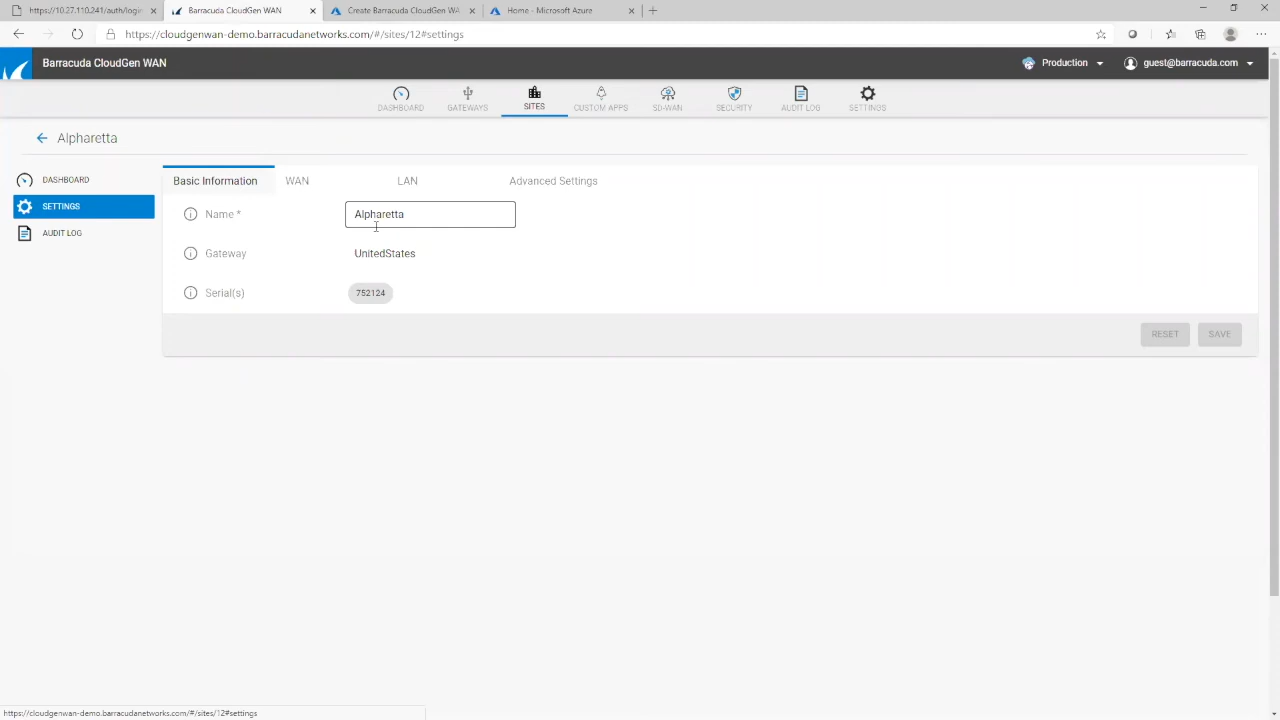 https://10.27.110.241/auth/login
Barracuda CloudGen WAN
Create Barracuda CloudGen WA
Home - Microsoft Azure
https://cloudgenwan-demo.barracudanetworks.com/#/sites/12#settings
Barracuda CloudGen WAN
Production
guest@barracuda.com
DASHBOARD
GATEWAYS
SITES
CUSTOM APPS
SD-WAN
SECURITY
AUDIT LOG
SETTINGS
Alpharetta
DASHBOARD
SETTINGS
AUDIT LOG
Basic Information
WAN
LAN
Advanced Settings
Name *
Alpharetta
Gateway
UnitedStates
Serial(s)
752124
RESET
SAVE
https://cloudgenwan-demo.barracudanetworks.com/#/sites/12#settings